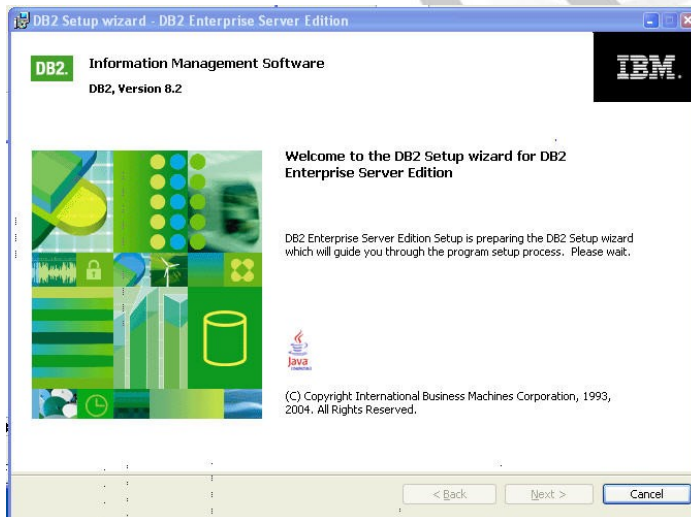 DB2 Setup wizard - DB2 Enterprise Server Edition
DB2.
Information Management Software
DB2, Version 8.2
IBM.
Welcome to the DB2 Setup wizard for DB2
Enterprise Server Edition
DB2 Enterprise Server Edition Setup is preparing the DB2 Setup wizard
which will guide you through the program setup process. Please wait.
Java
(C) Copyright International Business Machines Corporation, 1993,
2004. All Rights Reserved.
< Back
Next >
Cancel